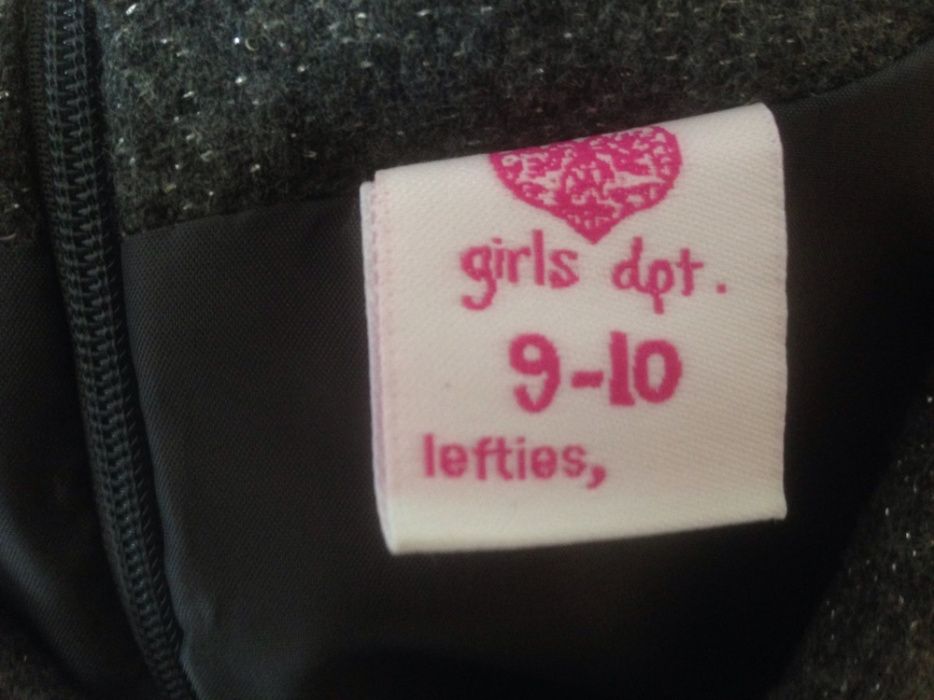 girls dpt.
9-10
lefties,